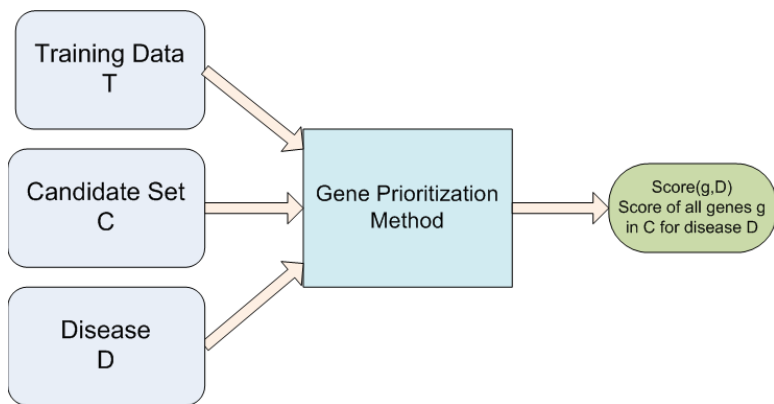 Training Data
T
Candidate Set
C
Disease
D
Gene Prioritization
Method
Score(g,D)
Score of all genes g
in C for disease D